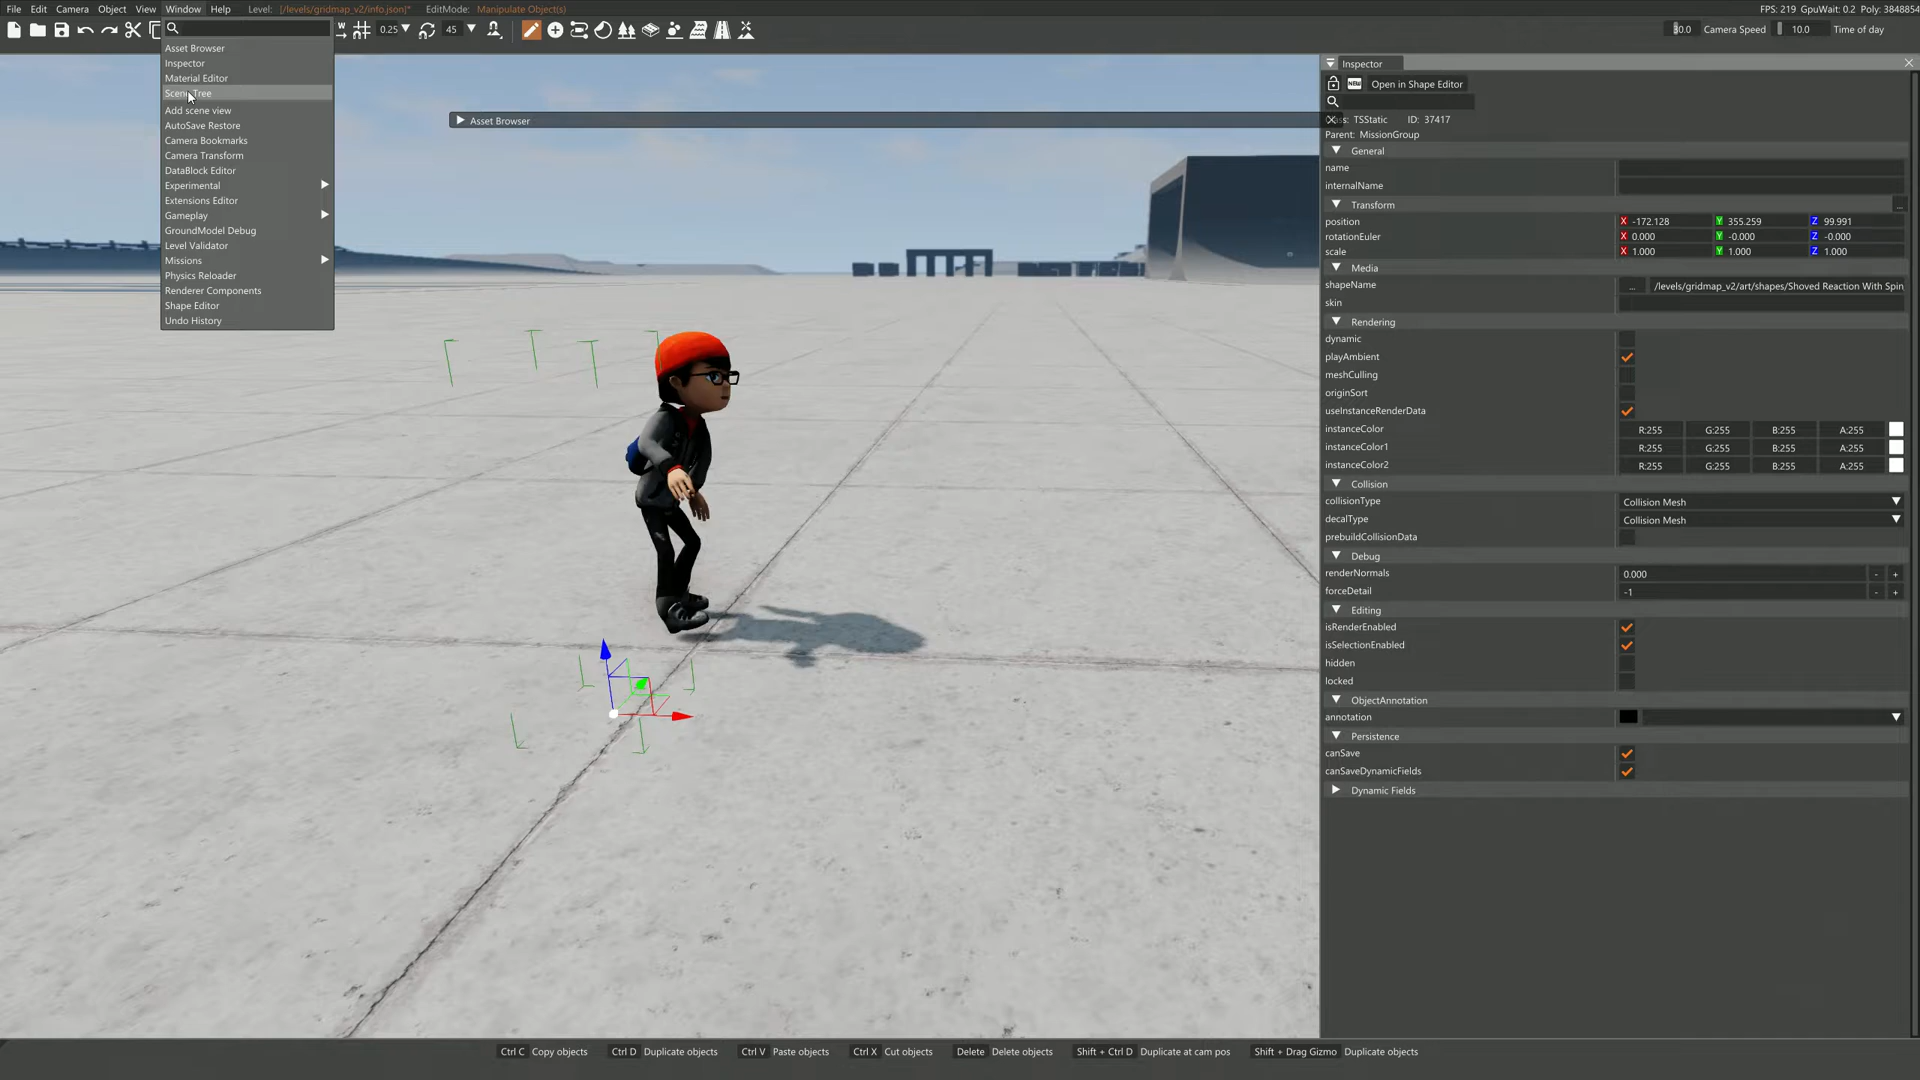 File Edit Camera Object View Window Help Level: [/levels/gridmap_v2/info.json]* EditMode: Manipulate Object(s) FPS: 219 GpuWait: 0.2 Poly: 3848854
0.25 45 30.0 Camera Speed 10.0 Time of day
Asset Browser
Inspector
Material Editor
Scene Tree
Add scene view
AutoSave Restore
Camera Bookmarks
Camera Transform
DataBlock Editor
Experimental
Extensions Editor
Gameplay
GroundModel Debug
Level Validator
Missions
Physics Reloader
Renderer Components
Shape Editor
Undo History
Asset Browser
Inspector
NEW Open in Shape Editor
TSStatic ID: 37417
Parent: MissionGroup
General
name
internalName
Transform ...
position X -172.128 Y 355.259 Z 99.991
rotationEuler X 0.000 Y -0.000 Z -0.000
scale X 1.000 Y 1.000 Z 1.000
Media
shapeName ... /levels/gridmap_v2/art/shapes/Shoved Reaction With Spin
skin
Rendering
dynamic
playAmbient
meshCulling
originSort
useInstanceRenderData
instanceColor R:255 G:255 B:255 A:255
instanceColor1 R:255 G:255 B:255 A:255
instanceColor2 R:255 G:255 B:255 A:255
Collision
collisionType Collision Mesh
decalType Collision Mesh
prebuildCollisionData
Debug
renderNormals 0.000 - +
forceDetail -1 - +
Editing
isRenderEnabled
isSelectionEnabled
hidden
locked
ObjectAnnotation
annotation
Persistence
canSave
canSaveDynamicFields
Dynamic Fields
Ctrl C Copy objects Ctrl D Duplicate objects Ctrl V Paste objects Ctrl X Cut objects Delete Delete objects Shift + Ctrl D Duplicate at cam pos Shift + Drag Gizmo Duplicate objects